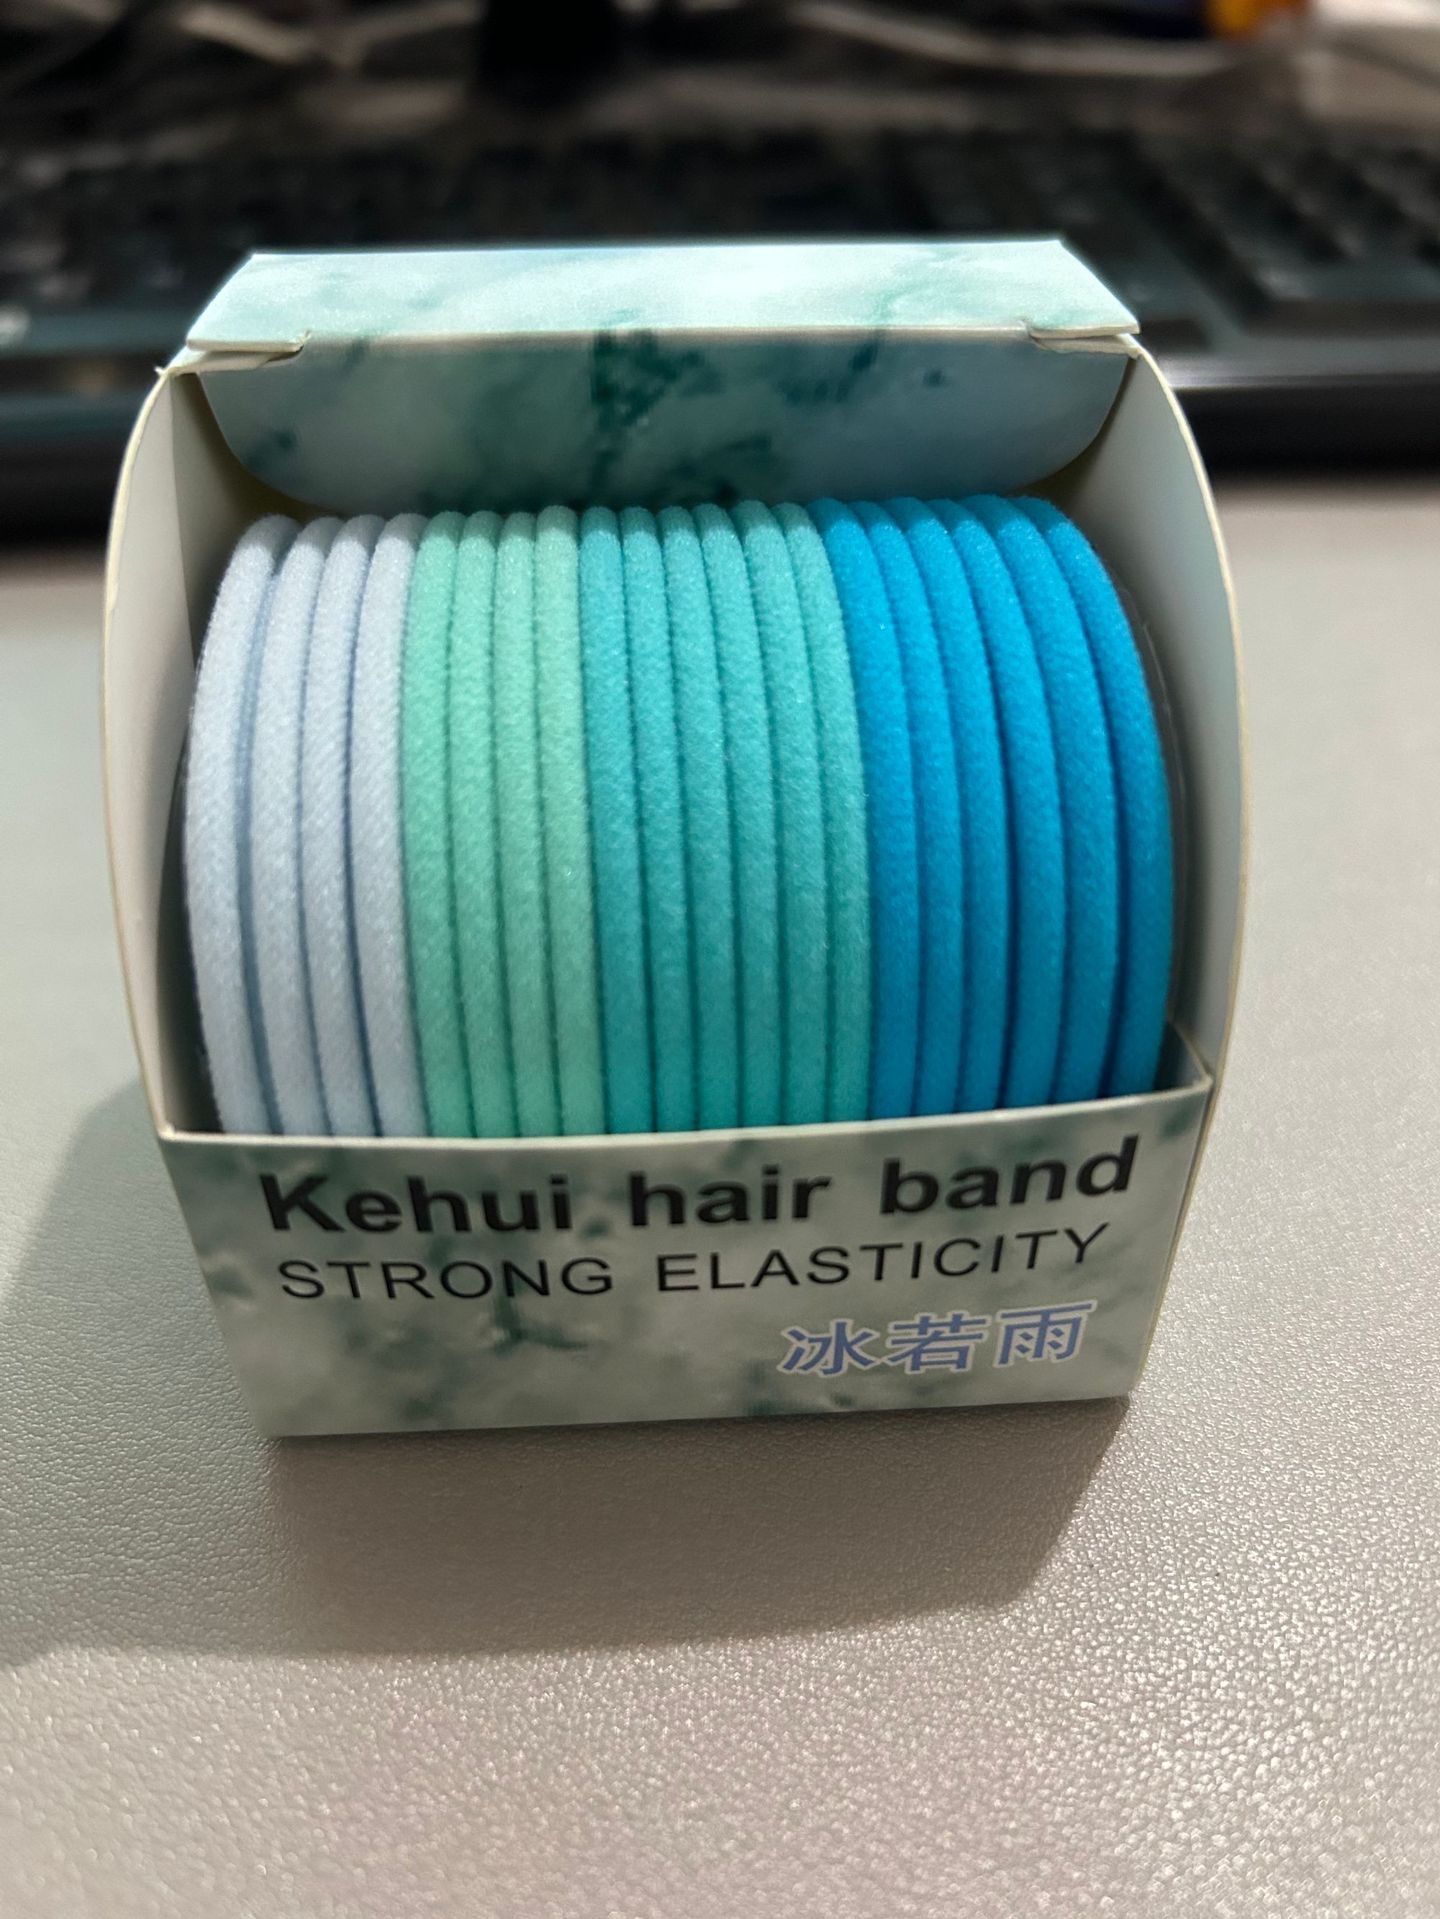 Kehui hair band
STRONG ELASTICITY
冰若雨